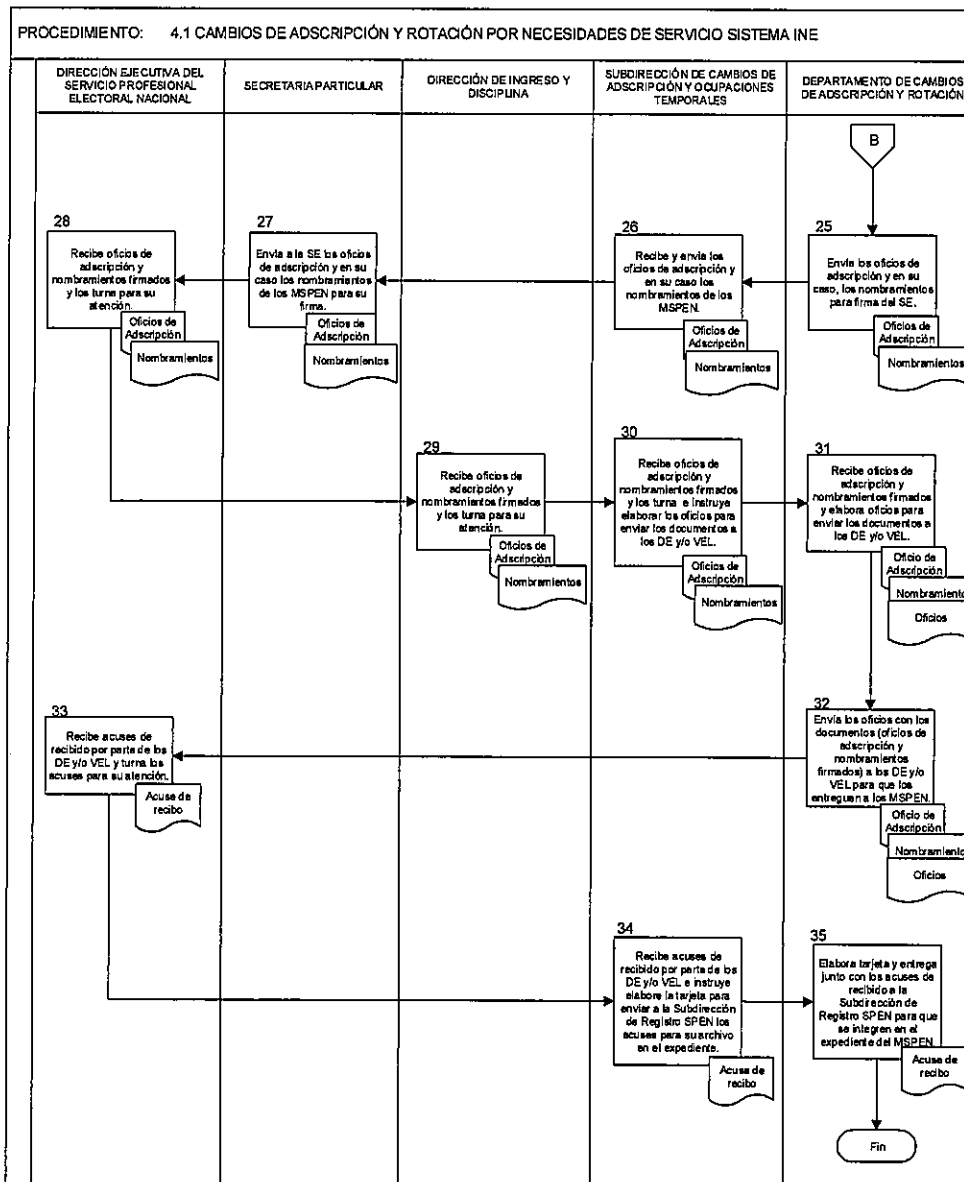 PROCEDIMIENTO: 4.1 CAMBIOS DE ADSCRIPCIÓN Y ROTACIÓN POR NECESIDADES DE SERVICIO SISTEMA INE
DIRECCIÓN EJECUTIVA DEL
SERVICIO PROFESIONAL
ELECTORAL NACIONAL
SECRETARIA PARTICULAR
DIRECCIÓN DE INGRESO Y
DISCIPLINA
SUBDIRECCIÓN DE CAMBIOS DE
ADSCRIPCIÓN Y OCUPACIONES
TEMPORALES
DEPARTAMENTO DE CAMBIOS
DE ADSCRIPCIÓN Y ROTACIÓN
B
25
Envía los oficios de
adscripción y en su
caso, los nombramientos
para firma del SE.
Oficios de
Adscripción
Nombramientos
26
Recibe y envía los
oficios de adscripción y
en su caso los
nombramientos de los
MSPEN.
Oficios de
Adscripción
Nombramientos
27
Envía a la SE los oficios
de adscripción y en su
caso los nombramientos
de los MSPEN para su
firma.
Oficios de
Adscripción
Nombramientos
28
Recibe oficios de
adscripción y
nombramientos firmados
y los turna para su
atención.
Oficios de
Adscripción
Nombramientos
29
Recibe oficios de
adscripción y
nombramientos firmados
y los turna para su
atención.
Oficios de
Adscripción
Nombramientos
30
Recibe oficios de
adscripción y
nombramientos firmados
y los turna e instruye
elaborar los oficios para
enviar los documentos a
los DE y/o VEL.
Oficios de
Adscripción
Nombramientos
31
Recibe oficios de
adscripción y
nombramientos firmados
y elabora oficios para
enviar los documentos a
los DE y/o VEL.
Oficio de
Adscripción
Nombramiento
Oficios
32
Envía los oficios con los
documentos (oficios de
adscripción y
nombramientos
firmados) a los DE y/o
VEL para que los
entreguen a los MSPEN.
Oficio de
Adscripción
Nombramiento
Oficios
33
Recibe acuses de
recibido por parte de los
DE y/o VEL y turna los
acuses para su atención.
Acuse de
recibo
34
Recibe acuses de
recibido por parte de los
DE y/o VEL e instruye
elabore la tarjeta para
enviar a la Subdirección
de Registro SPEN los
acuses para su archivo
en el expediente.
Acuse de
recibo
35
Elabora tarjeta y entrega
junto con los acuses de
recibido a la
Subdirección de
Registro SPEN para que
se integren en el
expediente del MSPEN.
Acuse de
recibo
Fin